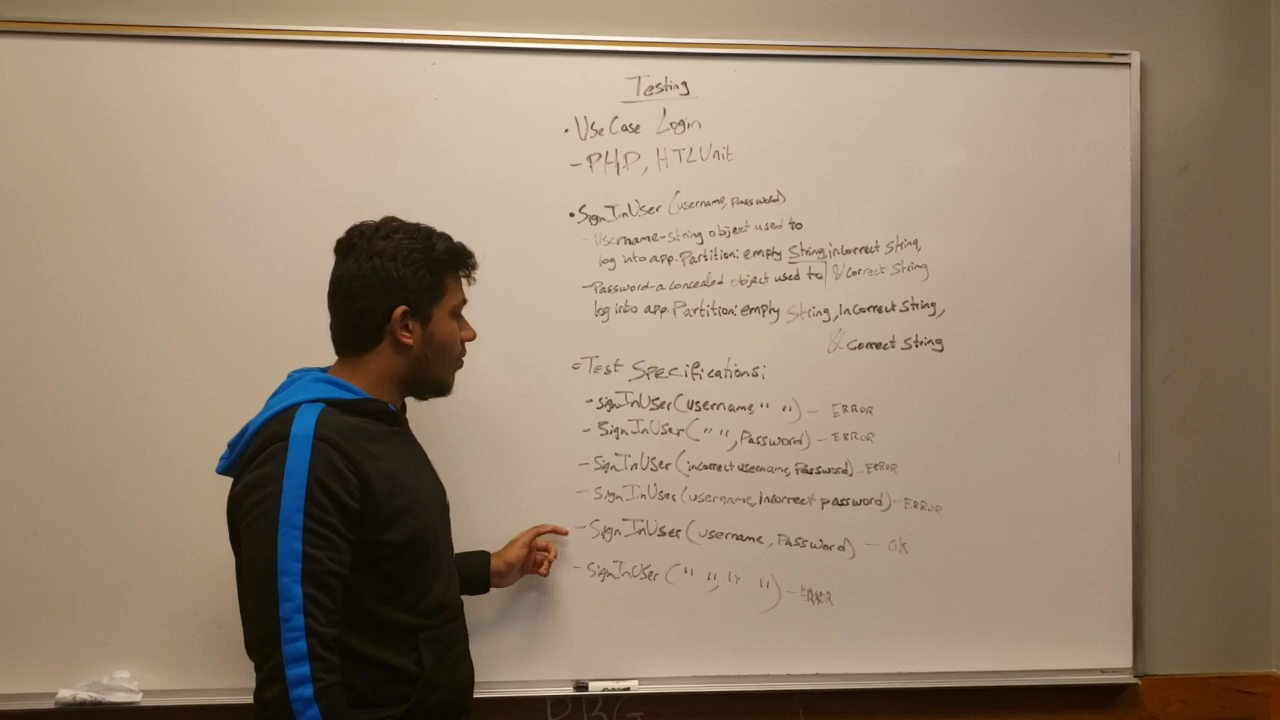 Testing
• Use Case Login
- PHP, HTLUnit
• SignInUser (username, password)
- Username-string object used to
log into app. Partition: empty String, incorrect String,
& correct String
- Password-a concealed object used to
log into app. Partition: empty String, Incorrect String,
& Correct String
Test Specifications:
- signInUser(username, " ") - ERROR
- SignInUser(" ", Password) - ERROR
- SignInUser(incorrect username, Password) - ERROR
- SignInUser(username, Incorrect password) - ERROR
- SignInUser(username, Password) - OK
- SignInUser(" ", " ") - ERROR